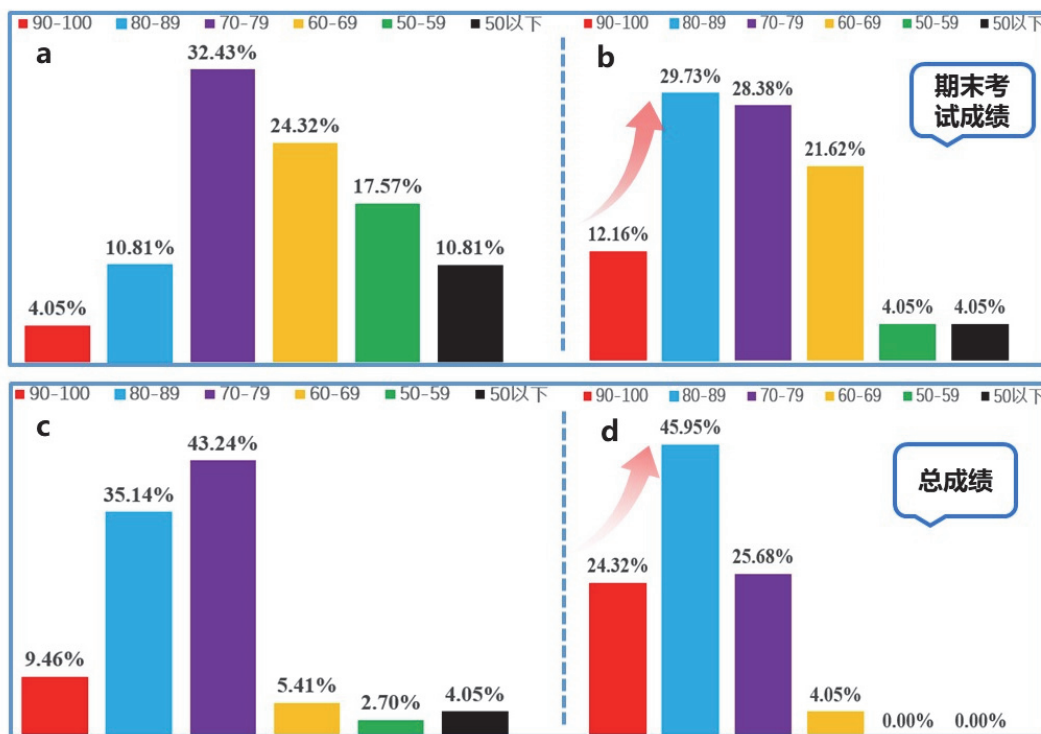 90-100 80-89 70-79 60-69 50-59 50以下
a
4.05%
10.81%
32.43%
24.32%
17.57%
10.81%
90-100 80-89 70-79 60-69 50-59 50以下
b
12.16%
29.73%
28.38%
21.62%
4.05%
4.05%
期末考
试成绩
90-100 80-89 70-79 60-69 50-59 50以下
c
9.46%
35.14%
43.24%
5.41%
2.70%
4.05%
90-100 80-89 70-79 60-69 50-59 50以下
d
24.32%
45.95%
25.68%
4.05%
0.00%
0.00%
总成绩